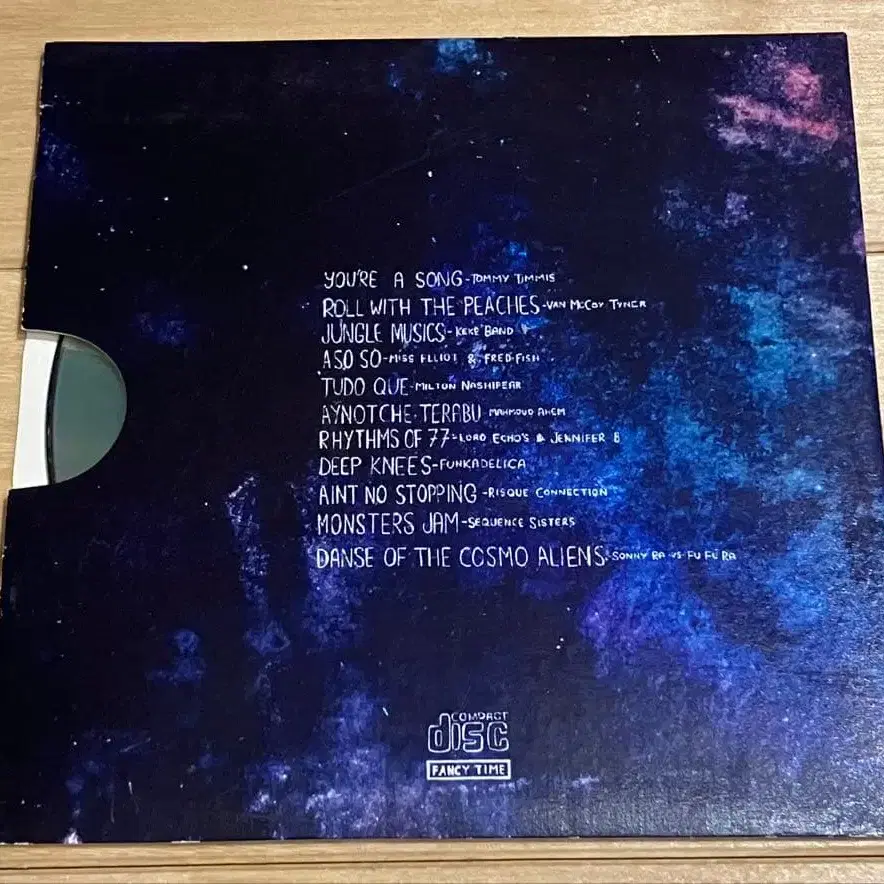 YOU'RE A SONG-TOMMY TIMMIS
ROLL WITH THE PEACHES-VAN McCOY TYNER
JUNGLE MUSICS-KEKE BAND
ASO SO-MISS ELLIOT & FRED FISH
TUDO QUE-MILTON NASHIPEAR
AYNOTCHE-TERABU MAHMOUD AHEM
RHYTHMS OF 77-LORD ECHO'S & JENNIFER B
DEEP KNEES-FUNKADELICA
AINT NO STOPPING-RISQUE CONNECTION
MONSTERS JAM-SEQUENCE SISTERS
DANSE OF THE COSMO ALIENS-SONNY RA VS FU FU RA
COMPACT
disc
FANCY TIME